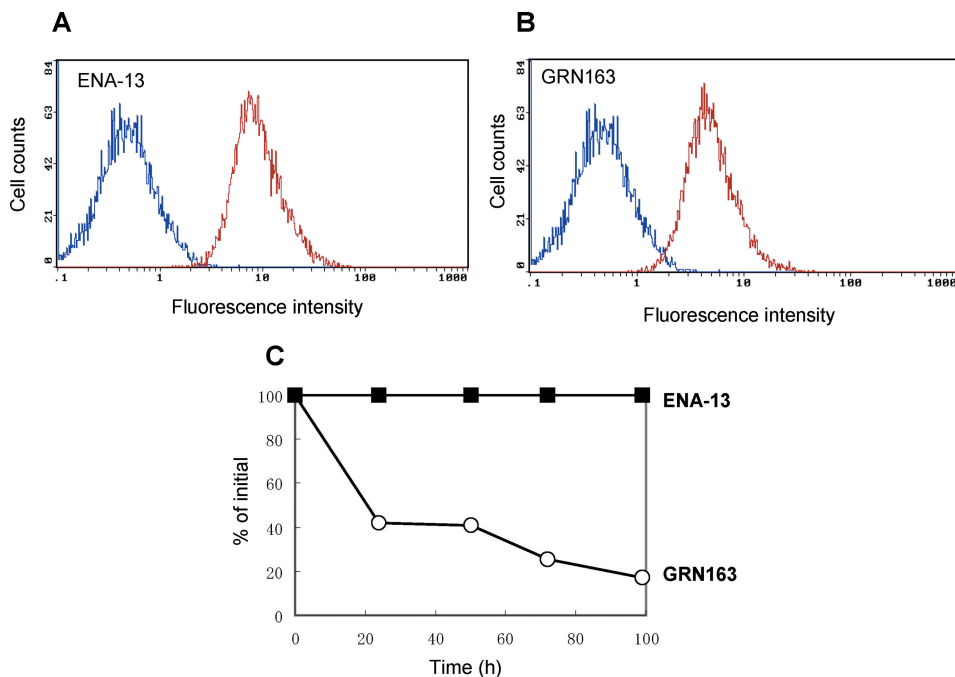 A
ENA-13
Cell counts
84
63
42
21
0
.1 1 10 100 1000
Fluorescence intensity
B
GRN163
Cell counts
84
63
42
21
0
.1 1 10 100 1000
Fluorescence intensity
C
% of initial
100
80
60
40
20
0
0 20 40 60 80 100
Time (h)
ENA-13
GRN163